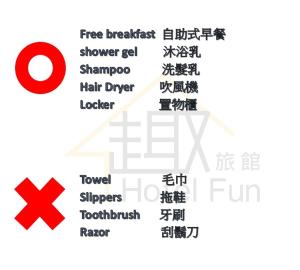 Free breakfast 自助式早餐
shower gel 沐浴乳
Shampoo 洗髮乳
Hair Dryer 吹風機
Locker 置物櫃
趣旅館
Hotel Fun
Towel 毛巾
Slippers 拖鞋
Toothbrush 牙刷
Razor 刮鬍刀